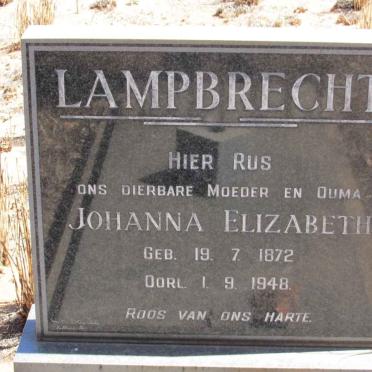 LAMPBRECHT
HIER RUS
ONS DIERBARE MOEDER EN OUMA
JOHANNA ELIZABETH
GEB. 19. 7. 1872
OORL. 1. 9. 1948.
ROOS VAN ONS HARTE.